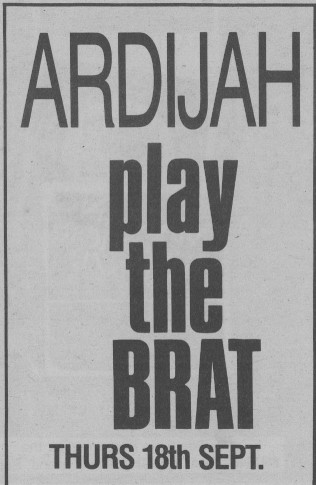 ARDIJAH
play
the
BRAT
THURS 18th SEPT.